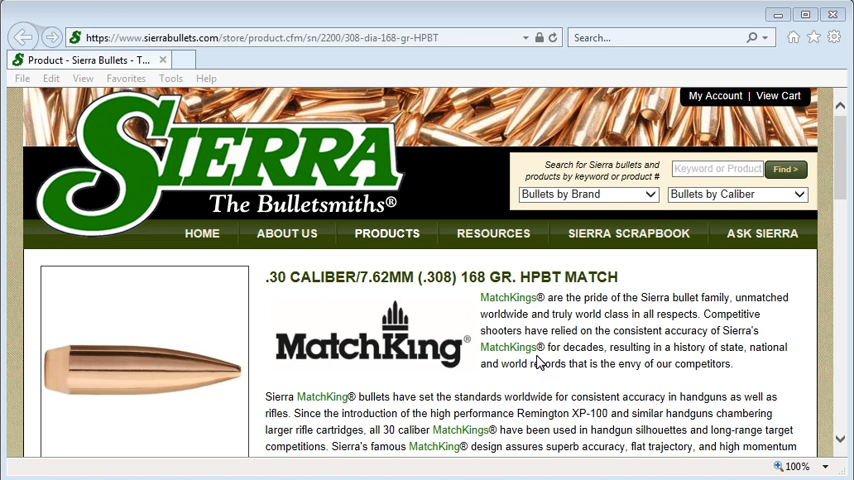 https://www.sierrabullets.com/store/product.cfm/sn/2200/308-dia-168-gr-HPBT
Search...
Product - Sierra Bullets - T...
File Edit View Favorites Tools Help
My Account | View Cart
SIERRA
The Bulletsmiths®
Search for Sierra bullets and
products by keyword or product #
Keyword or Product
Find >
Bullets by Brand
Bullets by Caliber
HOME ABOUT US PRODUCTS RESOURCES SIERRA SCRAPBOOK ASK SIERRA
.30 CALIBER/7.62MM (.308) 168 GR. HPBT MATCH
MatchKing®
MatchKings® are the pride of the Sierra bullet family, unmatched
worldwide and truly world class in all respects. Competitive
shooters have relied on the consistent accuracy of Sierra's
MatchKings® for decades, resulting in a history of state, national
and world records that is the envy of our competitors.
Sierra MatchKing® bullets have set the standards worldwide for consistent accuracy in handguns as well as
rifles. Since the introduction of the high performance Remington XP-100 and similar handguns chambering
larger rifle cartridges, all 30 caliber MatchKings® have been used in handgun silhouettes and long-range target
competitions. Sierra's famous MatchKing® design assures superb accuracy, flat trajectory, and high momentum
100%